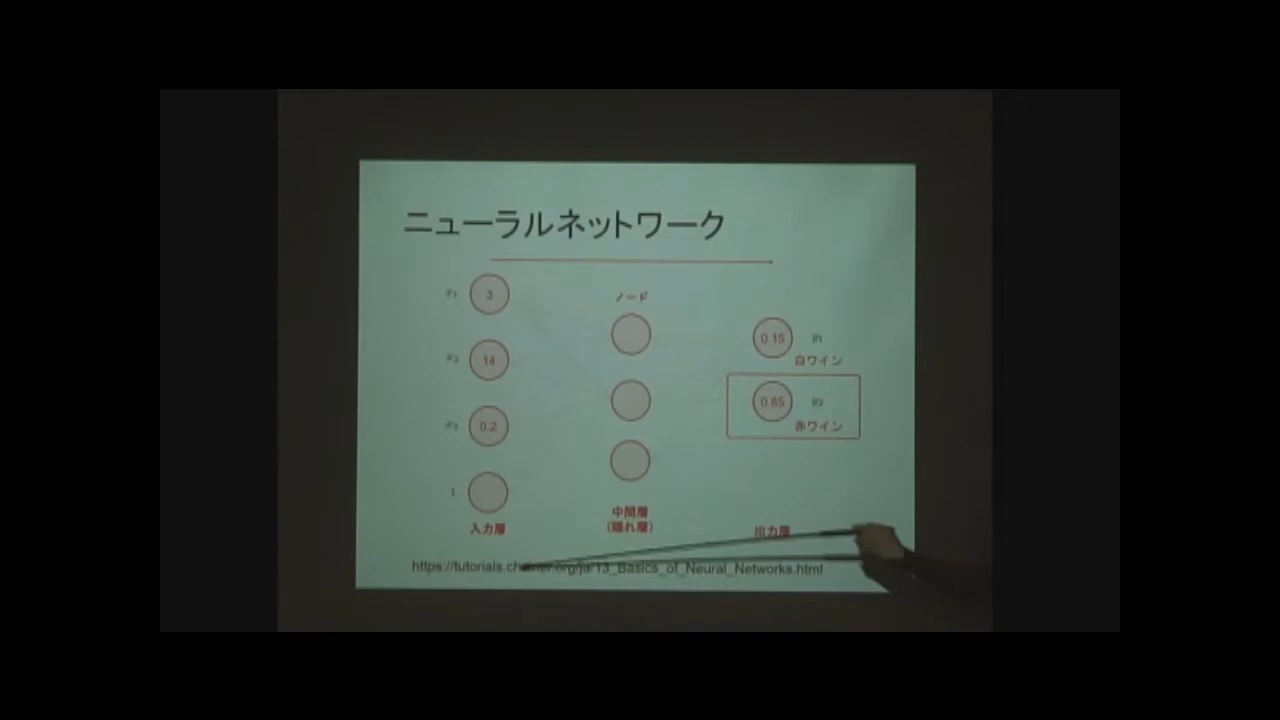 ニューラルネットワーク
3
ノード
0.15
14
白ワイン
0.85
0.2
赤ワイン
中間層
(隠れ層)
入力層
出力層
https://tutorials.chainer.org/ja/13_Basics_of_Neural_Networks.html